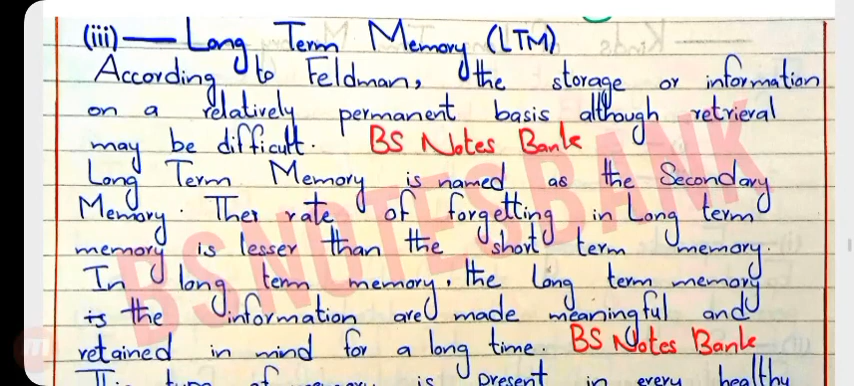 (iii) — Long Term Memory (LTM)
According to Feldman, the storage or information
on a relatively permanent basis although retrieval
may be difficult. BS Notes Bank
Long Term Memory is named as the Secondary
Memory. Ther rate of forgetting in Long term
memory is lesser than the short term memory.
In long term memory, the long term memory
is the information are made meaningful and
retained in mind for a long time. BS Notes Bank
This type of is present in every healthy
BSNOTESBANK